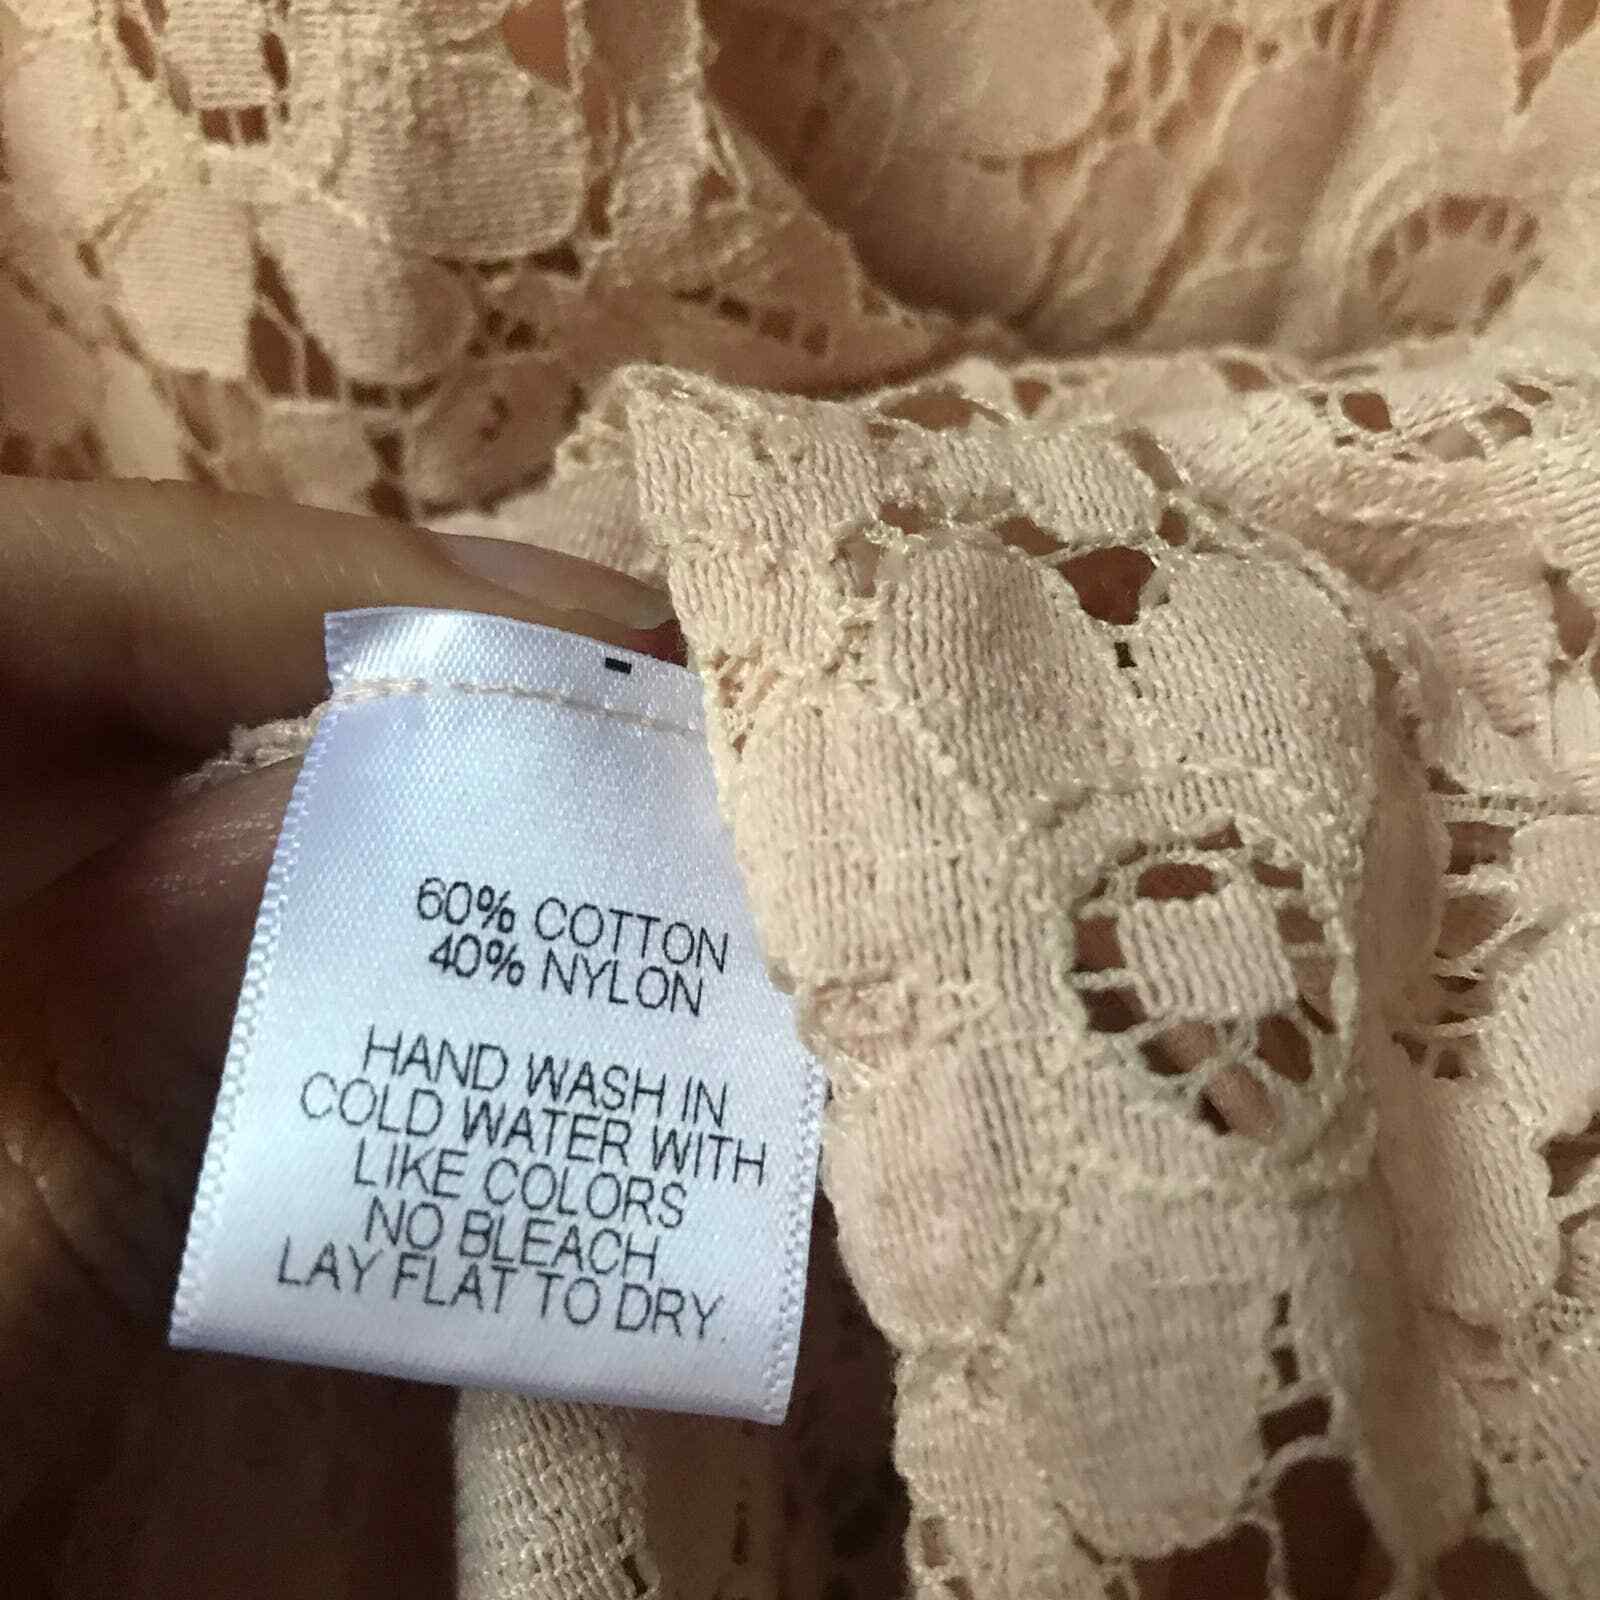 60% COTTON
40% NYLON
HAND WASH IN
COLD WATER WITH
LIKE COLORS
NO BLEACH
LAY FLAT TO DRY